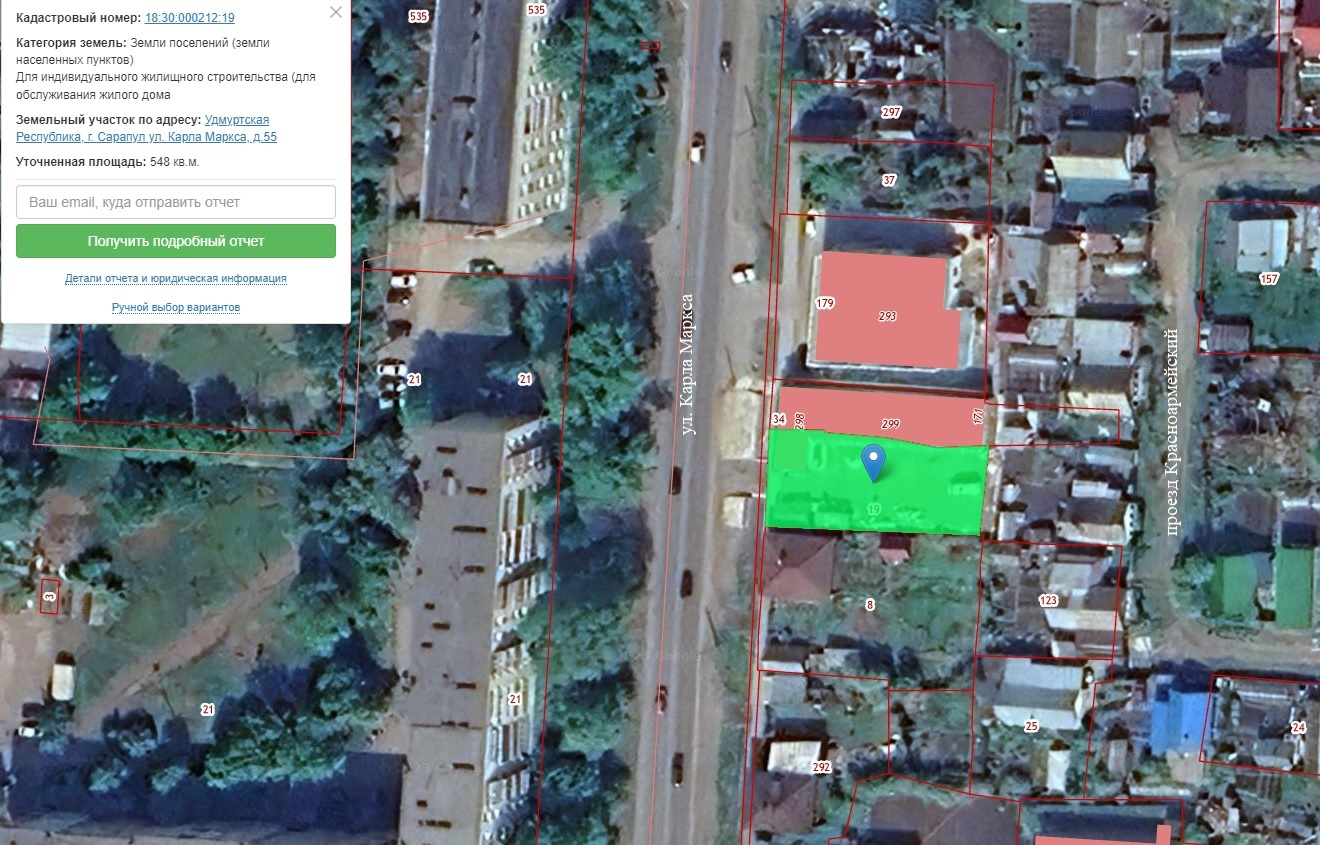 Кадастровый номер: 18:30:000212:19
Категория земель: Земли поселений (земли
населенных пунктов)
Для индивидуального жилищного строительства (для
обслуживания жилого дома
Земельный участок по адресу: Удмуртская
Республика, г. Сарапул ул. Карла Маркса, д.55
Уточненная площадь: 548 кв.м.
Ваш email, куда отправить отчет
Получить подробный отчет
Детали отчета и юридическая информация
Ручной выбор вариантов
535
535
297
37
179
293
157
21
21
34
298
299
171
19
3
8
123
21
21
25
24
292
ул. Карла Маркса
проезд Красноармейский